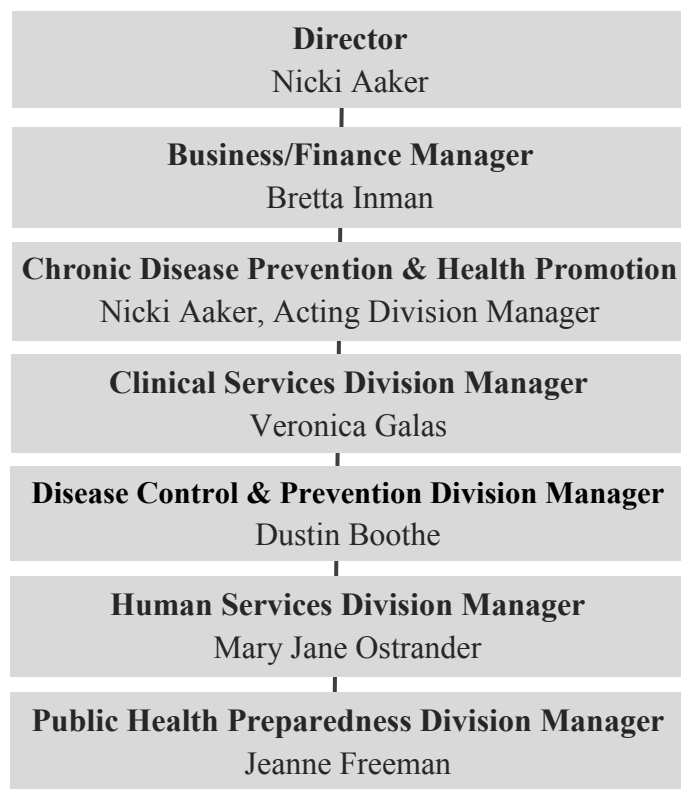 Director
Nicki Aaker
Business/Finance Manager
Bretta Inman
Chronic Disease Prevention & Health Promotion
Nicki Aaker, Acting Division Manager
Clinical Services Division Manager
Veronica Galas
Disease Control & Prevention Division Manager
Dustin Boothe
Human Services Division Manager
Mary Jane Ostrander
Public Health Preparedness Division Manager
Jeanne Freeman